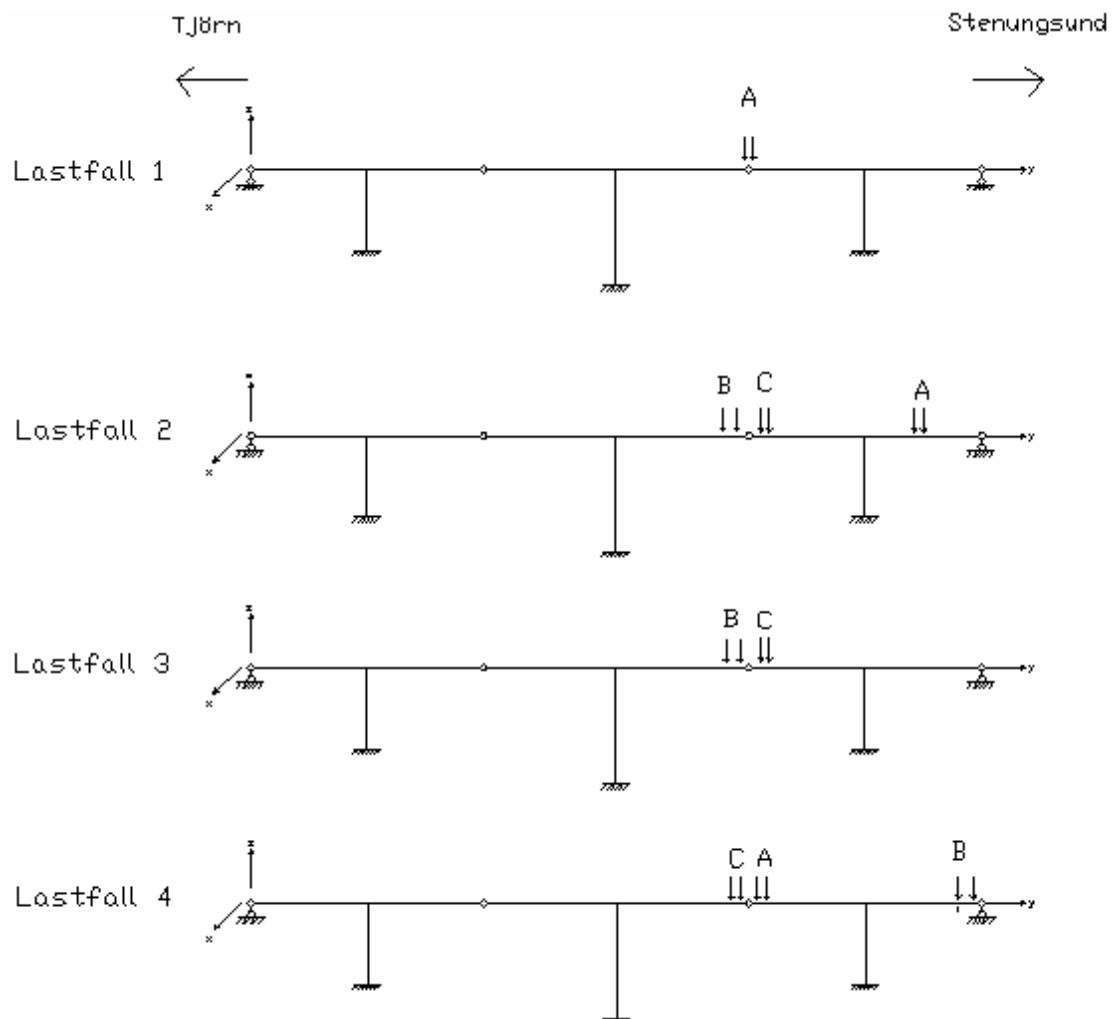 Tjörn Stenungsund
A
z
Lastfall 1
y
x
B C A
Lastfall 2
y
x
z
B C
Lastfall 3
y
x
z
C A B
Lastfall 4
y
x